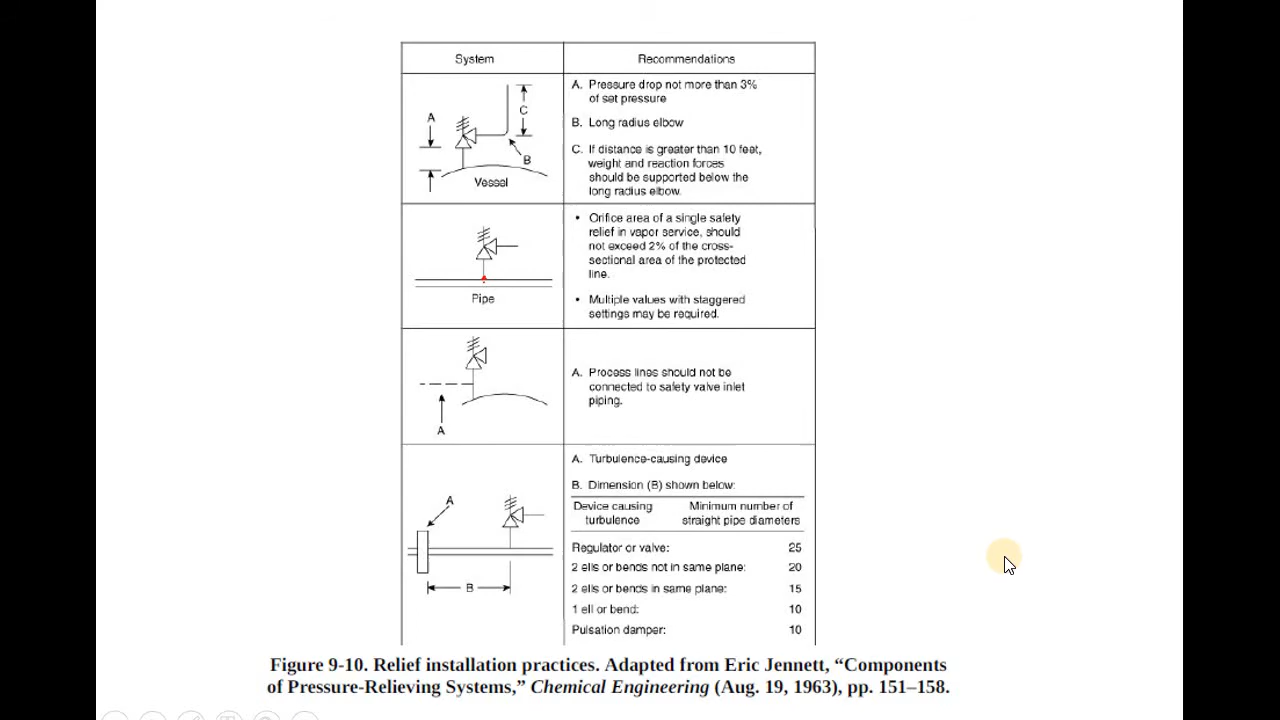 System
Recommendations
A
C
B
Vessel
A. Pressure drop not more than 3%
of set pressure
B. Long radius elbow
C. If distance is greater than 10 feet,
weight and reaction forces
should be supported below the
long radius elbow.
Pipe
• Orifice area of a single safety
relief in vapor service, should
not exceed 2% of the cross-
sectional area of the protected
line.
• Multiple values with staggered
settings may be required.
A
A. Process lines should not be
connected to safety valve inlet
piping.
A
B
A. Turbulence-causing device
B. Dimension (B) shown below:
Device causing
turbulence
Minimum number of
straight pipe diameters
Regulator or valve: 25
2 ells or bends not in same plane: 20
2 ells or bends in same plane: 15
1 ell or bend: 10
Pulsation damper: 10
Figure 9-10. Relief installation practices. Adapted from Eric Jennett, “Components
of Pressure-Relieving Systems,” Chemical Engineering (Aug. 19, 1963), pp. 151–158.